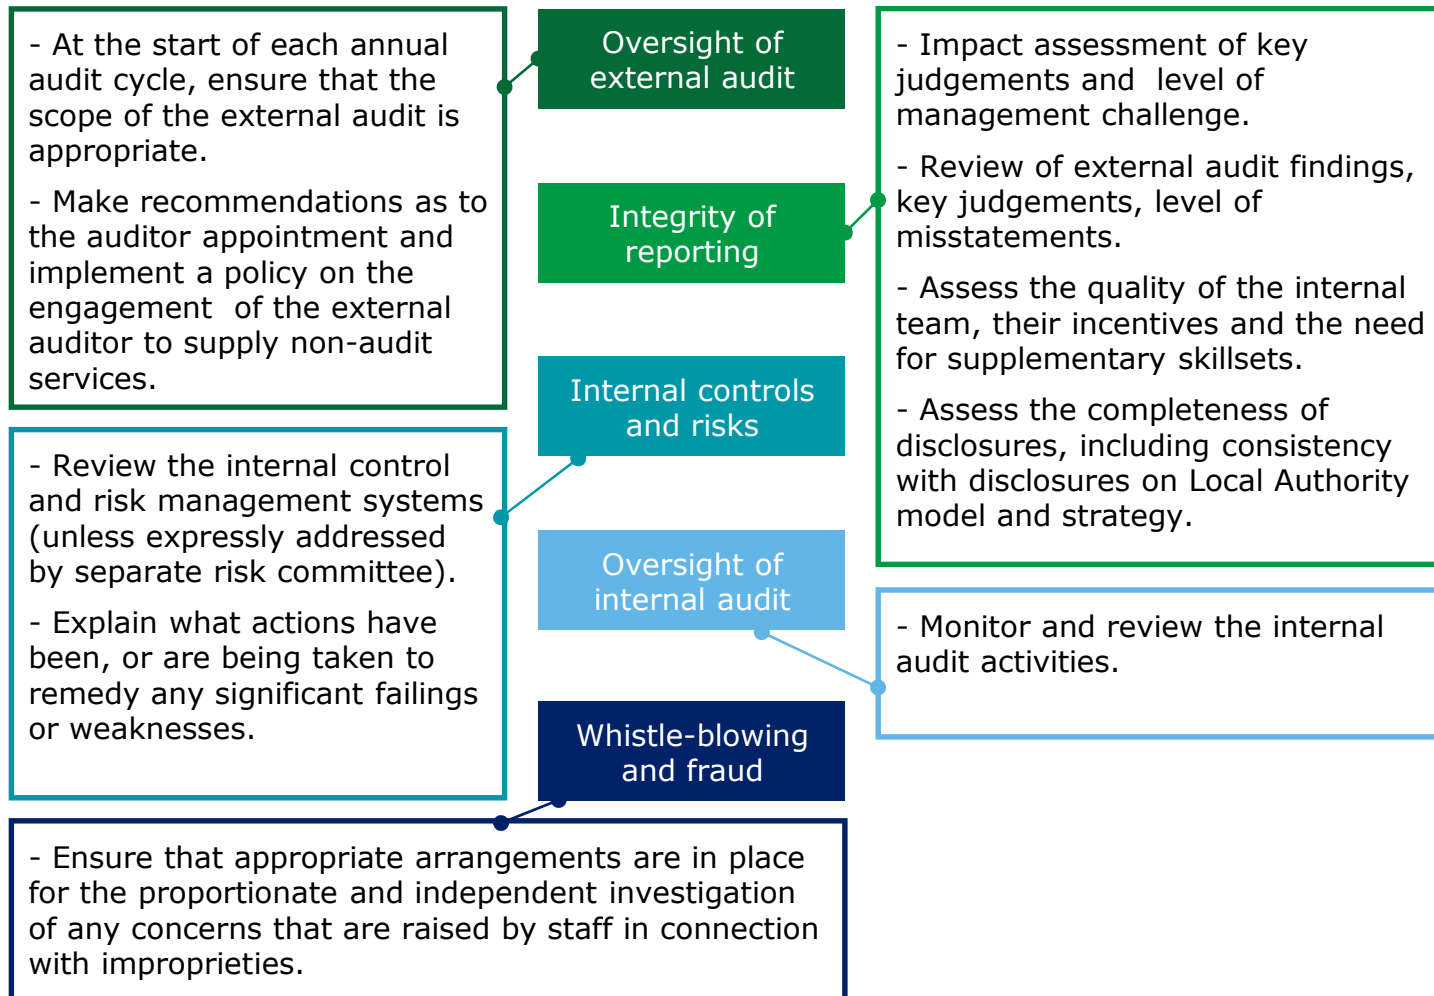 - At the start of each annual
audit cycle, ensure that the
scope of the external audit is
appropriate.
- Make recommendations as to
the auditor appointment and
implement a policy on the
engagement  of the external
auditor to supply non-audit
services.
Oversight of
external audit
Integrity of
reporting
- Impact assessment of key
judgements and  level of
management challenge.
- Review of external audit findings,
key judgements, level of
misstatements.
- Assess the quality of the internal
team, their incentives and the need
for supplementary skillsets.
- Assess the completeness of
disclosures, including consistency
with disclosures on Local Authority
model and strategy.
Internal controls
and risks
- Review the internal control
and risk management systems
(unless expressly addressed
by separate risk committee).
- Explain what actions have
been, or are being taken to
remedy any significant failings
or weaknesses.
Oversight of
internal audit
- Monitor and review the internal
audit activities.
Whistle-blowing
and fraud
- Ensure that appropriate arrangements are in place
for the proportionate and independent investigation
of any concerns that are raised by staff in connection
with improprieties.